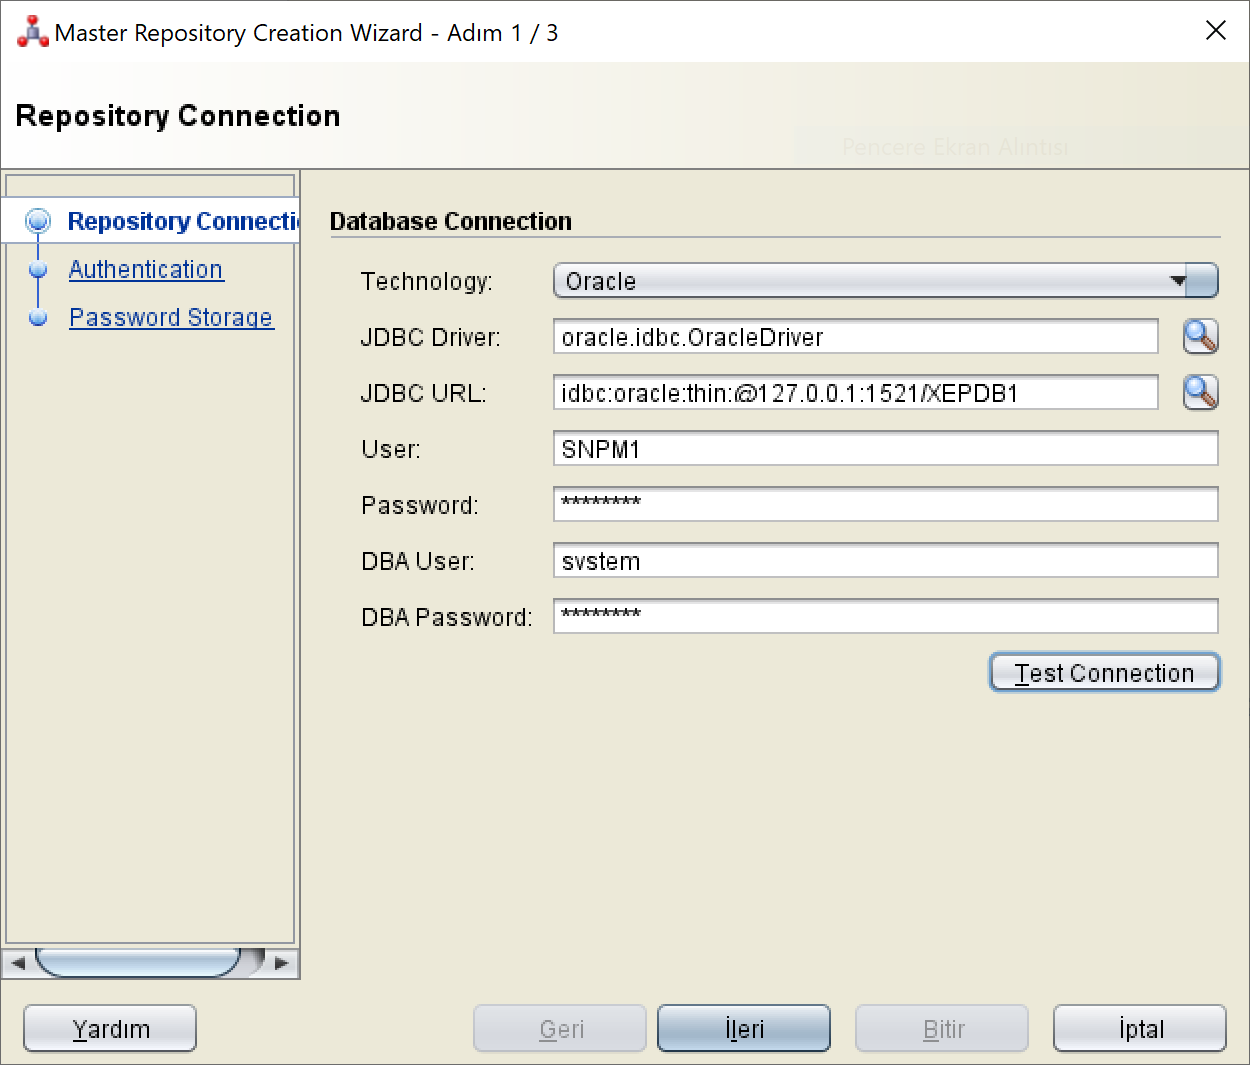 Master Repository Creation Wizard - Adım 1 / 3
Repository Connection
Pencere Ekran Alıntısı
Repository Connecti
Authentication
Password Storage
Database Connection
Technology: Oracle
JDBC Driver: oracle.jdbc.OracleDriver
JDBC URL: jdbc:oracle:thin:@127.0.0.1:1521/XEPDB1
User: SNPM1
Password: ********
DBA User: system
DBA Password: ********
Test Connection
Yardım
Geri
İleri
Bitir
İptal